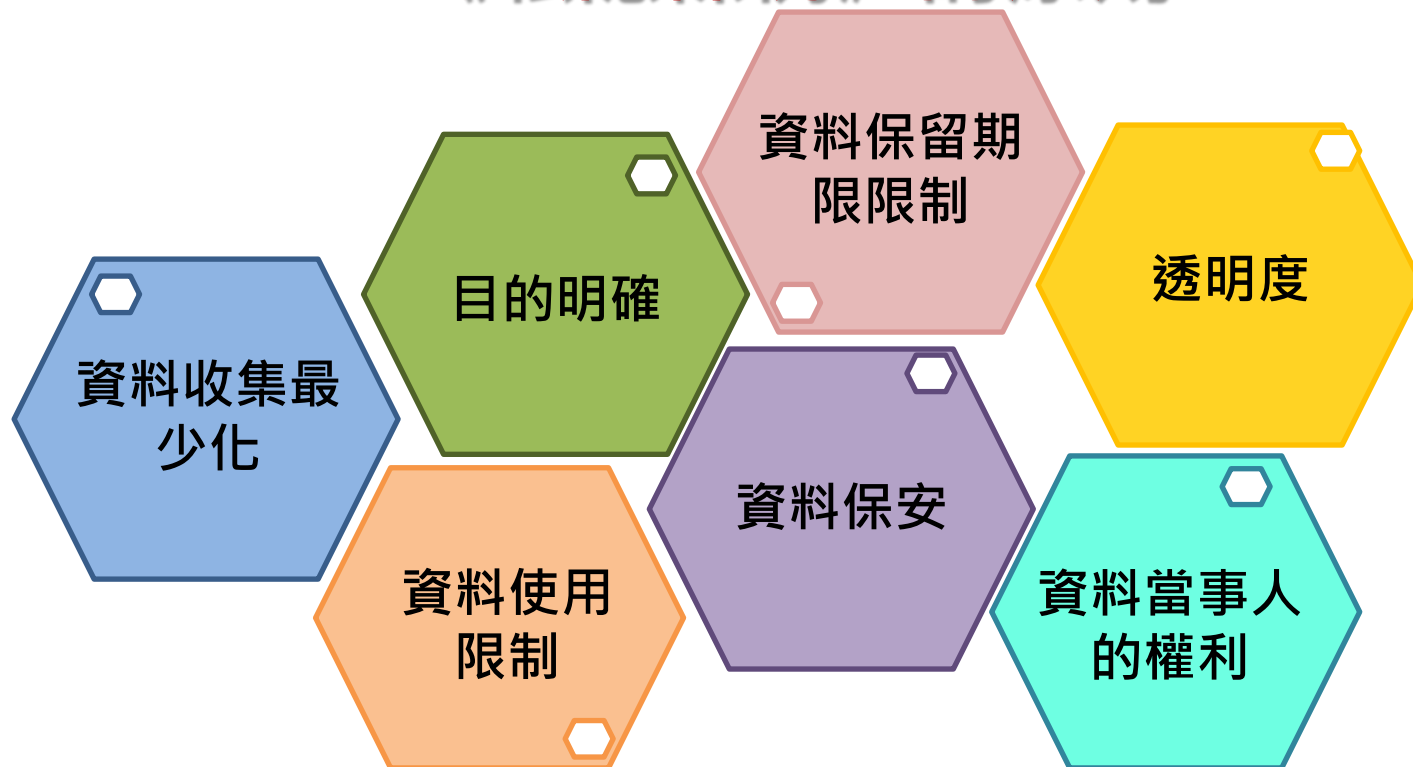 資料保留期
限限制
目的明確
透明度
資料收集最
少化
資料保安
資料使用
限制
資料當事人
的權利